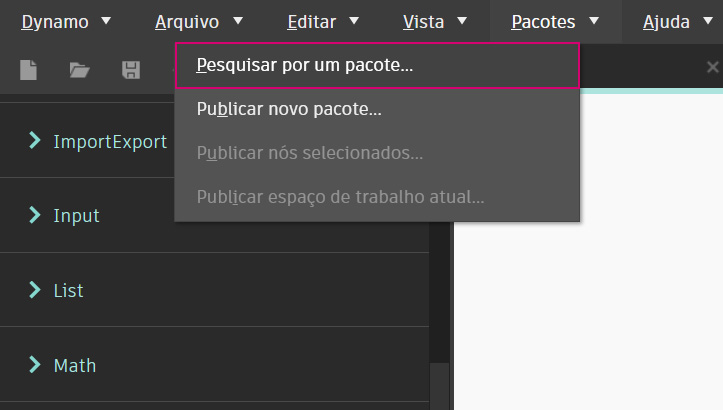 Dynamo Arquivo Editar Vista Pacotes Ajuda
Pesquisar por um pacote...
Publicar novo pacote...
Publicar nós selecionados...
Publicar espaço de trabalho atual...
ImportExport
Input
List
Math